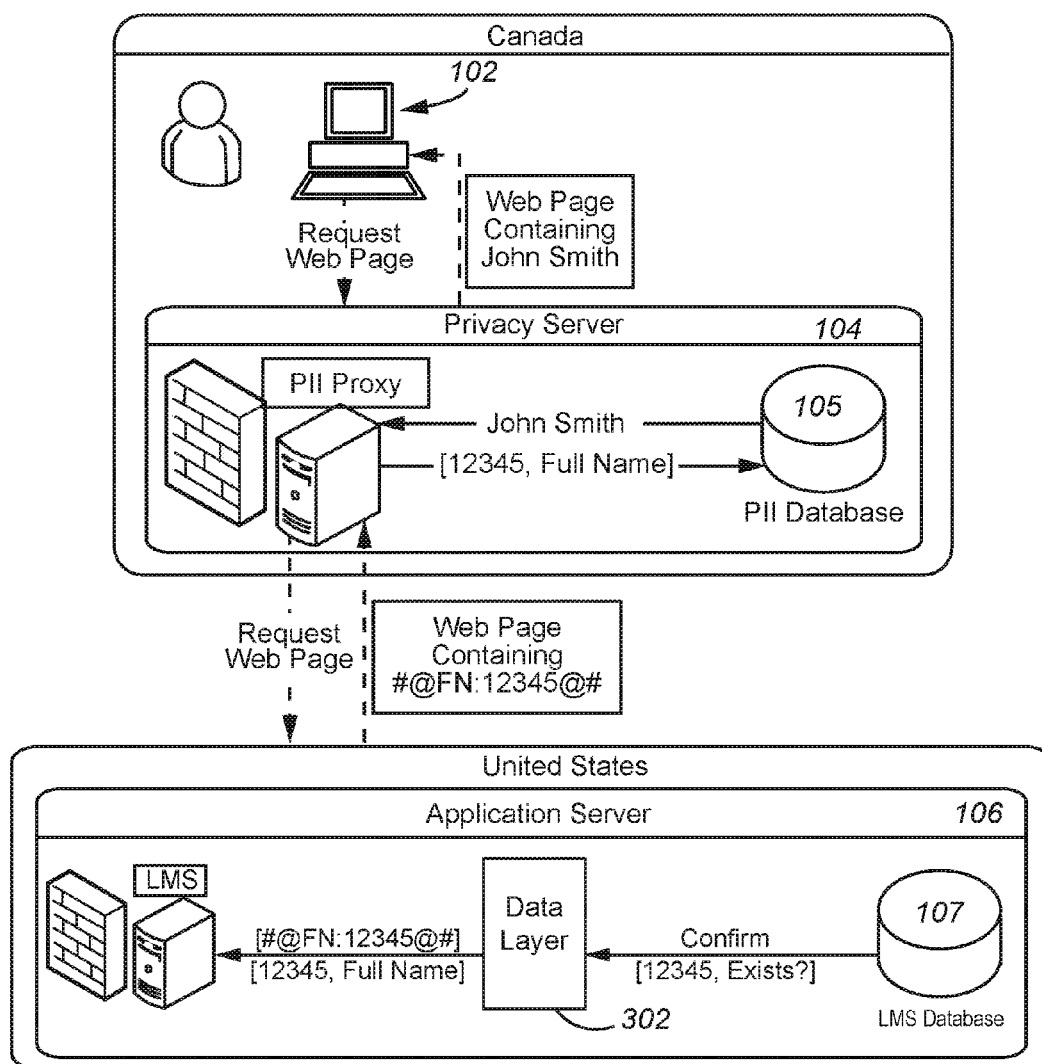 Canada
102
Request
Web Page
Web Page
Containing
John Smith
Privacy Server
104
PII Proxy
John Smith
[12345, Full Name]
105
PII Database
Request
Web Page
Web Page
Containing
#@FN:12345@#
United States
Application Server
106
LMS
[#@FN:12345@#]
[12345, Full Name]
Data
Layer
302
Confirm
[12345, Exists?]
107
LMS Database